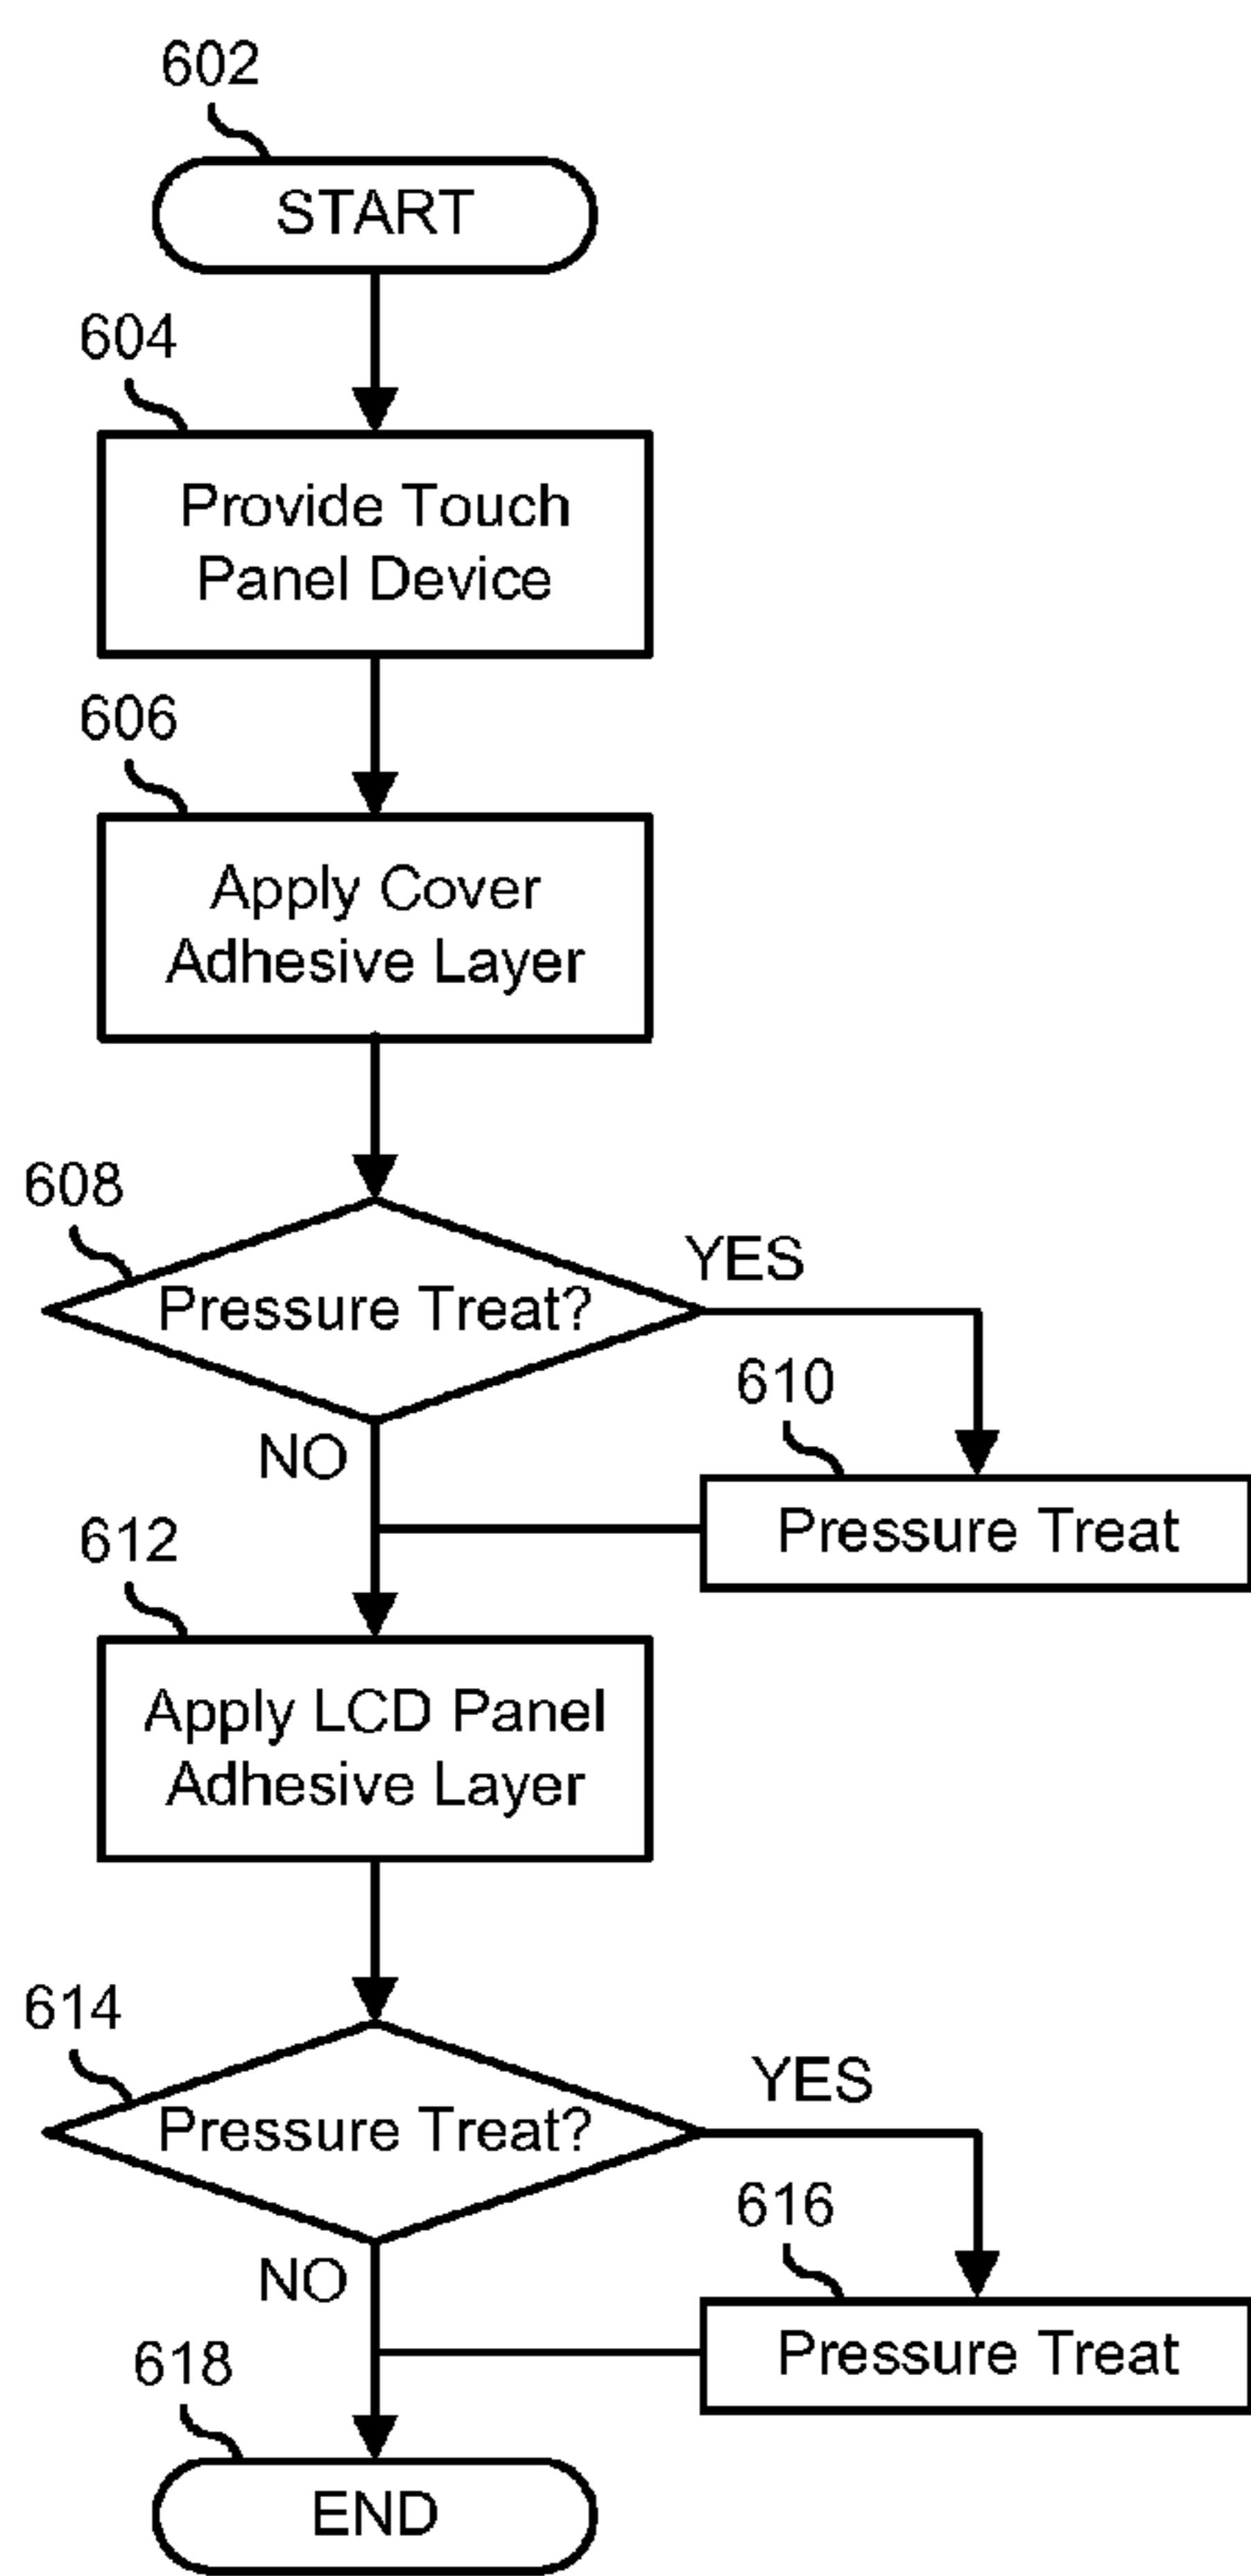 602
START
604
Provide Touch
Panel Device
606
Apply Cover
Adhesive Layer
608
Pressure Treat?
YES
610
NO
Pressure Treat
612
Apply LCD Panel
Adhesive Layer
614
Pressure Treat?
YES
616
NO
Pressure Treat
618
END